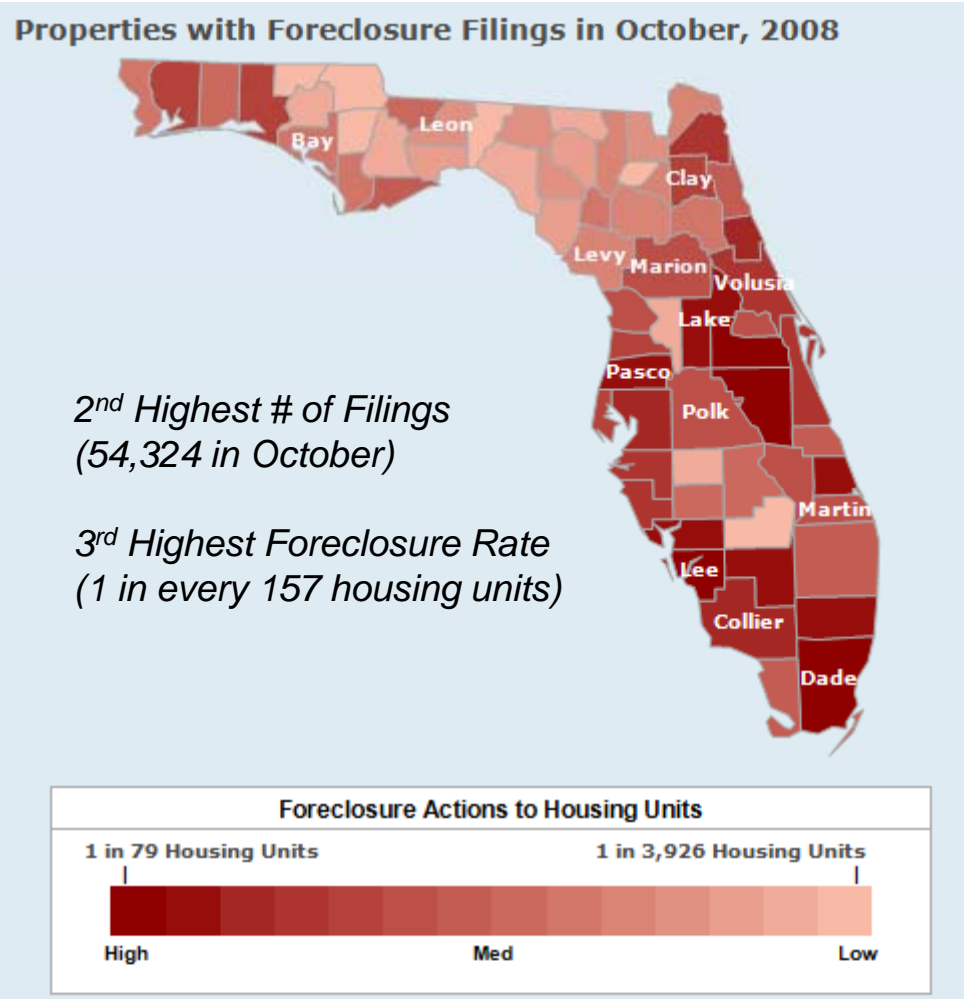 Properties with Foreclosure Filings in October, 2008
Leon
Bay
Clay
Levy
Marion
Volusia
Lake
Pasco
2nd Highest # of Filings
(54,324 in October)
Polk
Martin
3rd Highest Foreclosure Rate
(1 in every 157 housing units)
Lee
Collier
Dade
Foreclosure Actions to Housing Units
1 in 79 Housing Units 1 in 3,926 Housing Units
High Med Low